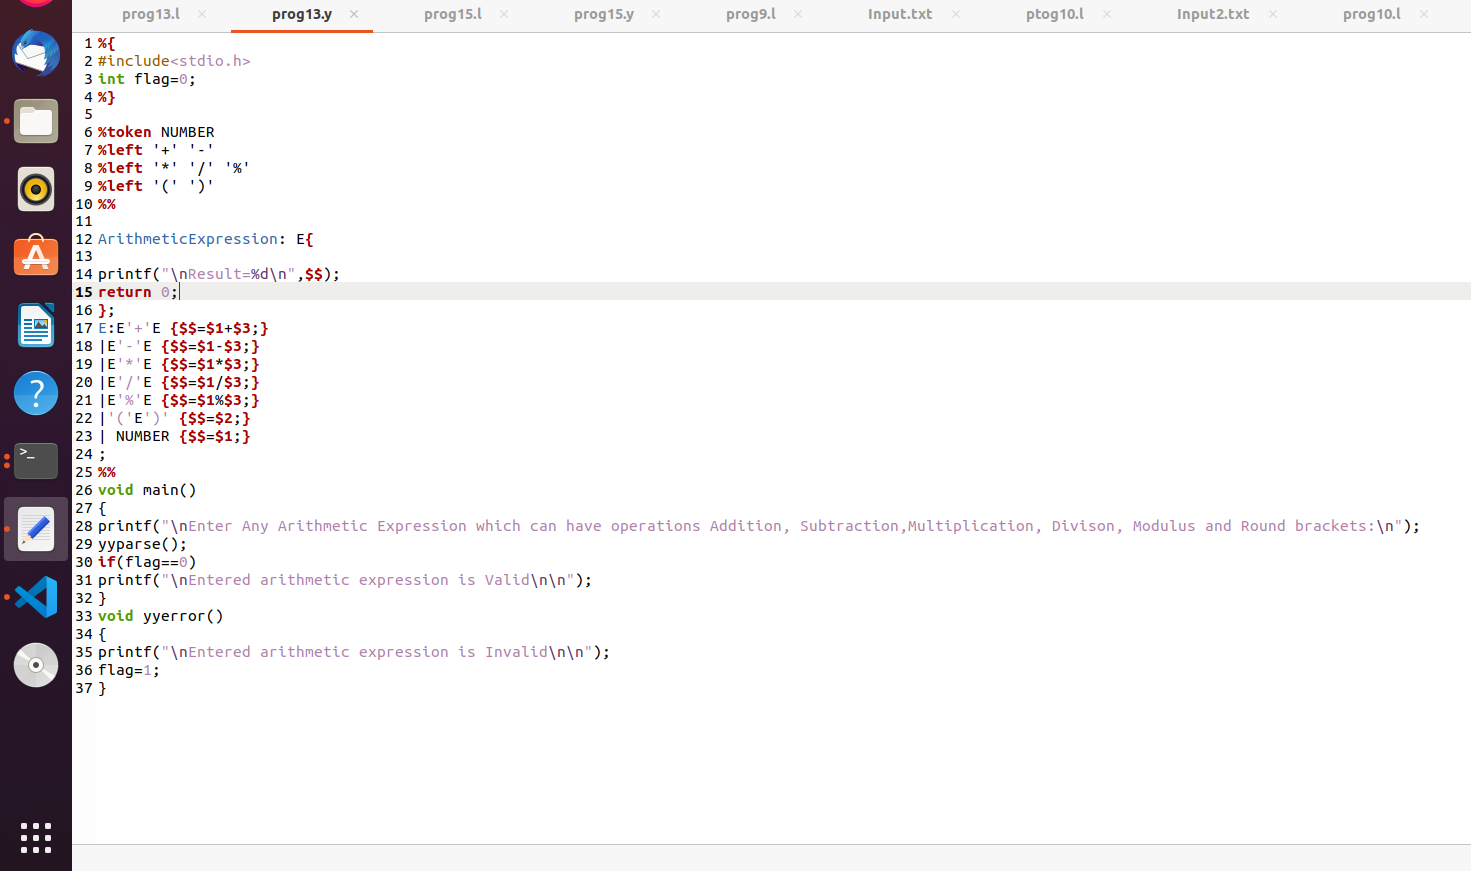 prog13.l × prog13.y × prog15.l × prog15.y × prog9.l × Input.txt × ptog10.l × Input2.txt × prog10.l ×
1 %{
2 #include<stdio.h>
3 int flag=0;
4 %}
5
6 %token NUMBER
7 %left '+' '-'
8 %left '*' '/' '%'
9 %left '(' ')'
10 %%
11
12 ArithmeticExpression: E{
13
14 printf("\nResult=%d\n",$$);
15 return 0;
16 };
17 E:E'+'E {$$=$1+$3;}
18 |E'-'E {$$=$1-$3;}
19 |E'*'E {$$=$1*$3;}
20 |E'/'E {$$=$1/$3;}
21 |E'%'E {$$=$1%$3;}
22 |'('E')' {$$=$2;}
23 | NUMBER {$$=$1;}
24 ;
25 %%
26 void main()
27 {
28 printf("\nEnter Any Arithmetic Expression which can have operations Addition, Subtraction,Multiplication, Divison, Modulus and Round brackets:\n");
29 yyparse();
30 if(flag==0)
31 printf("\nEntered arithmetic expression is Valid\n\n");
32 }
33 void yyerror()
34 {
35 printf("\nEntered arithmetic expression is Invalid\n\n");
36 flag=1;
37 }